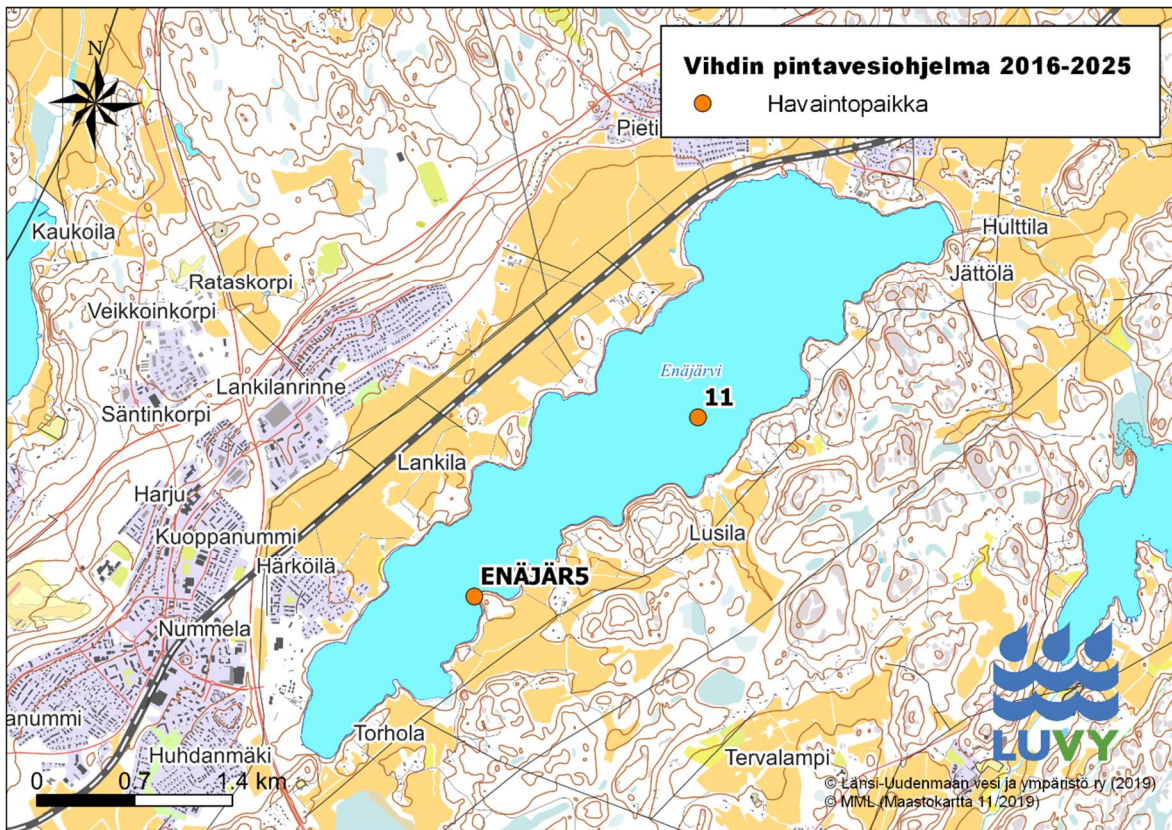 Vihdin pintavesiohjelma 2016-2025
Havaintopaikka
N
Pieti
Kaukoila
Hulttila
Jättölä
Rataskorpi
Veikkoinkorpi
Enäjärvi
Lankilanrinne
11
Säntinkorpi
Lankila
Harju
Lusila
Kuoppanummi
Härköilä
ENÄJÄR5
Nummela
anummi
Torhola
Huhdanmäki
Tervalampi
LUVY
0 0.7 1.4 km
© Länsi-Uudenmaan vesi ja ympäristö ry (2019)
© MML (Maastokartta 11/2019)